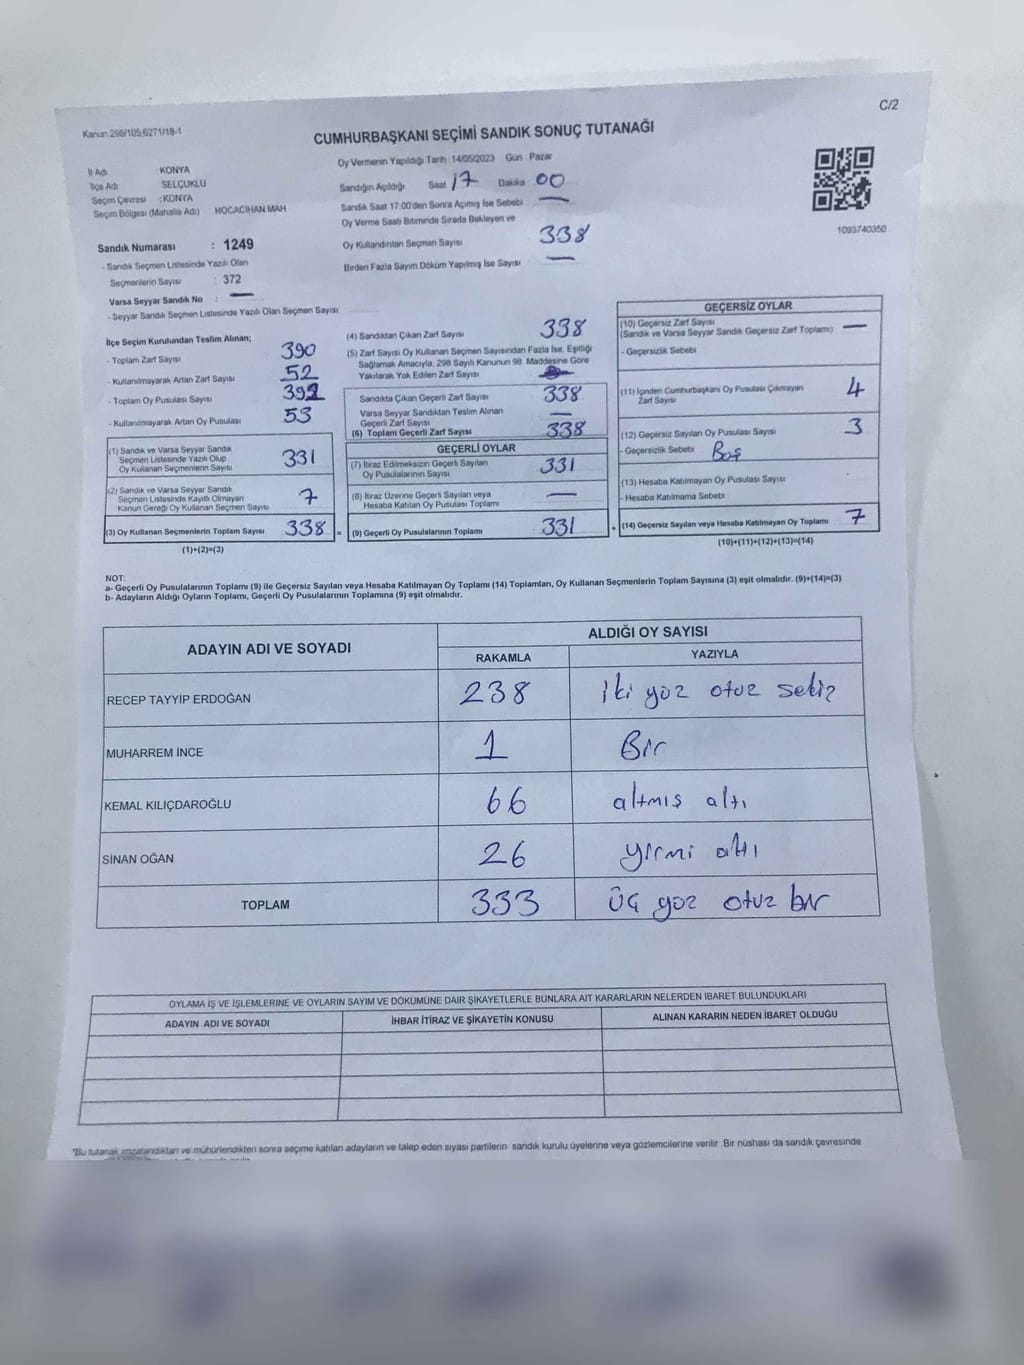 C/2
Kanun.298/105,6271/18-1
CUMHURBAŞKANI SEÇİMİ SANDIK SONUÇ TUTANAĞI
İl Adı : KONYA
İlçe Adı : SELÇUKLU
Seçim Çevresi : KONYA
Seçim Bölgesi (Mahalle Adı) HOCACİHAN MAH
Oy Vermenin Yapıldığı Tarih 14/05/2023 Gün Pazar
Sandığın Açıldığı Saat 17 Dakika 00
Sandık Saat 17:00'den Sonra Açımış İse Sebebi : —
Oy Verme Saati Bitiminde Sırada Bekleyen ve
Oy Kullandırılan Seçmen Sayısı 338
Birden Fazla Sayım Döküm Yapılmış İse Sayısı —
1093740350
Sandık Numarası : 1249
- Sandık Seçmen Listesinde Yazılı Olan
Seçmenlerin Sayısı : 372
Varsa Seyyar Sandık No : —
- Seyyar Sandık Seçmen Listesinde Yazılı Olan Seçmen Sayısı
İlçe Seçim Kurulundan Teslim Alınan;
- Toplam Zarf Sayısı 390
- Kullanılmayarak Artan Zarf Sayısı 52
- Toplam Oy Pusulası Sayısı
- Kullanılmayarak Artan Oy Pusulası 53
(1) Sandık ve Varsa Seyyar Sandık
Seçmen Listesinde Yazılı Olup
Oy Kullanan Seçmenlerin Sayısı 331
(2) Sandık ve Varsa Seyyar Sandık
Seçmen Listesinde Kayıtlı Olmayan
Kanun Gereği Oy Kullanan Seçmen Sayısı 7
(3) Oy Kullanan Seçmenlerin Toplam Sayısı 338 =
(1)+(2)=(3)
(4) Sandıktan Çıkan Zarf Sayısı 338
(5) Zarf Sayısı Oy Kullanan Seçmen Sayısından Fazla İse, Eşitliği
Sağlamak Amacıyla, 298 Sayılı Kanunun 98. Maddesine Göre
Yakılarak Yok Edilen Zarf Sayısı
Sandıkta Çıkan Geçerli Zarf Sayısı 338
Varsa Seyyar Sandıktan Teslim Alınan
Geçerli Zarf Sayısı —
(6) Toplam Geçerli Zarf Sayısı 338
GEÇERLİ OYLAR
(7) İtiraz Edilmeksizin Geçerli Sayılan
Oy Pusulalarının Sayısı 331
(8) İtiraz Üzerine Geçerli Sayılan veya
Hesaba Katılan Oy Pusulası Toplamı —
(9) Geçerli Oy Pusulalarının Toplamı 331 +
GEÇERSİZ OYLAR
(10) Geçersiz Zarf Sayısı
(Sandık ve Varsa Seyyar Sandık Geçersiz Zarf Toplamı) —
- Geçersizlik Sebebi
(11) İçinden Cumhurbaşkanı Oy Pusulası Çıkmayan
Zarf Sayısı 4
(12) Geçersiz Sayılan Oy Pusulası Sayısı 3
- Geçersizlik Sebebi Boş
(13) Hesaba Katılmayan Oy Pusulası Sayısı
- Hesaba Katılmama Sebebi
(14) Geçersiz Sayılan veya Hesaba Katılmayan Oy Toplamı 7
(10)+(11)+(12)+(13)=(14)
NOT:
a- Geçerli Oy Pusulalarının Toplamı (9) ile Geçersiz Sayılan veya Hesaba Katılmayan Oy Toplamı (14) Toplamları, Oy Kullanan Seçmenlerin Toplam Sayısına (3) eşit olmalıdır. (9)+(14)=(3)
b- Adayların Aldığı Oyların Toplamı, Geçerli Oy Pusulalarının Toplamına (9) eşit olmalıdır.
ADAYIN ADI VE SOYADI ALDIĞI OY SAYISI
RAKAMLA YAZIYLA
RECEP TAYYİP ERDOĞAN 238 iki yüz otuz sekiz
MUHARREM İNCE 1 Bir
KEMAL KILIÇDAROĞLU 66 altmış altı
SİNAN OĞAN 26 yirmi altı
TOPLAM 333 üç yüz otuz bir
OYLAMA İŞ VE İŞLEMLERİNE VE OYLARIN SAYIM VE DÖKÜMÜNE DAİR ŞİKAYETLERLE BUNLARA AİT KARARLARIN NELERDEN İBARET BULUNDUKLARI
ADAYIN ADI VE SOYADI İHBAR İTİRAZ VE ŞİKAYETİN KONUSU ALINAN KARARIN NEDEN İBARET OLDUĞU
*Bu tutanak imzalandıktan ve mühürlendikten sonra seçime katılan adayların ve talep eden siyasi partilerin sandık kurulu üyelerine veya gözlemcilerine verilir. Bir nüshası da sandık çevresinde